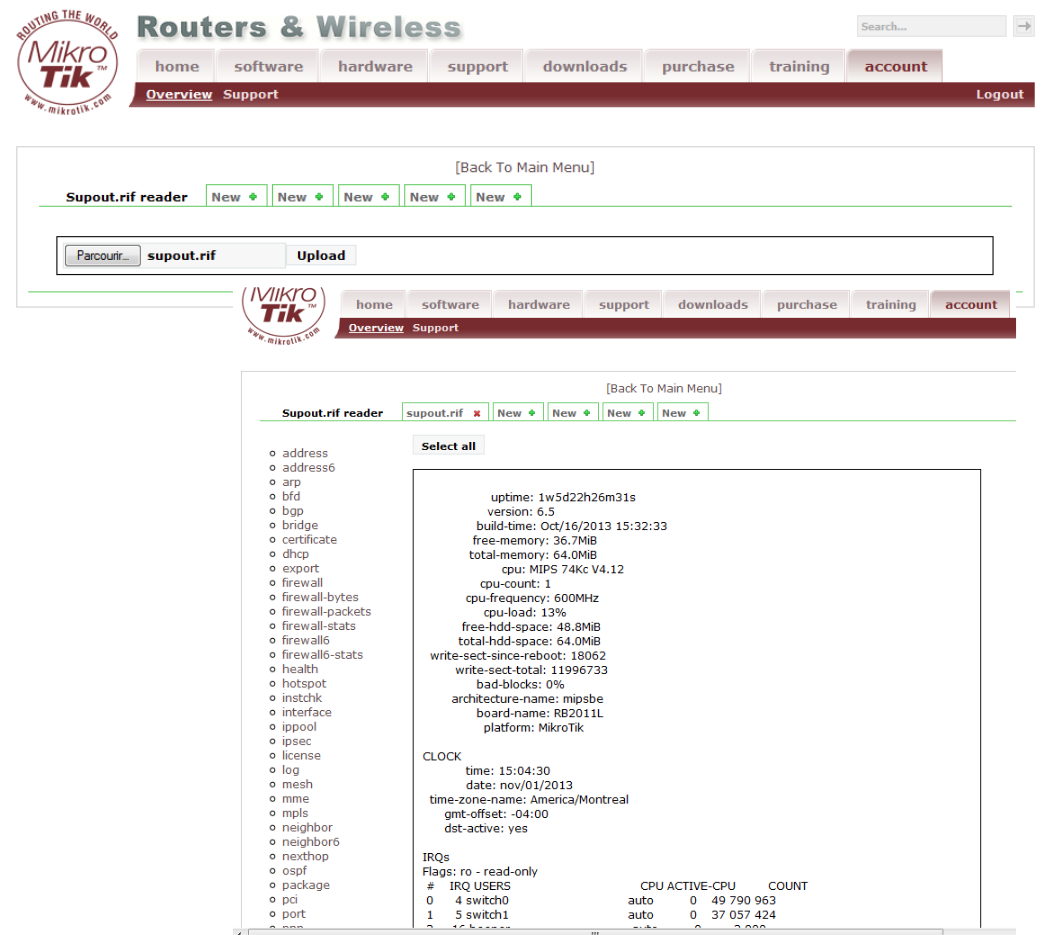 ROUTING THE WORLD
Mikro
Tik ™
www.mikrotik.com
Routers & Wireless
Search...
home software hardware support downloads purchase training account
Overview Support Logout
[Back To Main Menu]
Supout.rif reader New New New New New
Parcourir... supout.rif Upload
MIKRO
Tik ™
www.mikrotik.com
home software hardware support downloads purchase training account
Overview Support
[Back To Main Menu]
Supout.rif reader supout.rif New New New New
Select all
address
address6
arp
bfd
bgp
bridge
certificate
dhcp
export
firewall
firewall-bytes
firewall-packets
firewall-stats
firewall6
firewall6-stats
health
hotspot
instchk
interface
ippool
ipsec
license
log
mesh
mme
mpls
neighbor
neighbor6
nexthop
ospf
package
pci
port
uptime: 1w5d22h26m31s
version: 6.5
build-time: Oct/16/2013 15:32:33
free-memory: 36.7MiB
total-memory: 64.0MiB
cpu: MIPS 74Kc V4.12
cpu-count: 1
cpu-frequency: 600MHz
cpu-load: 13%
free-hdd-space: 48.8MiB
total-hdd-space: 64.0MiB
write-sect-since-reboot: 18062
write-sect-total: 11996733
bad-blocks: 0%
architecture-name: mipsbe
board-name: RB2011L
platform: MikroTik
CLOCK
time: 15:04:30
date: nov/01/2013
time-zone-name: America/Montreal
gmt-offset: -04:00
dst-active: yes
IRQs
Flags: ro - read-only
# IRQ USERS CPU ACTIVE-CPU COUNT
0 4 switch0 auto 0 49 790 963
1 5 switch1 auto 0 37 057 424